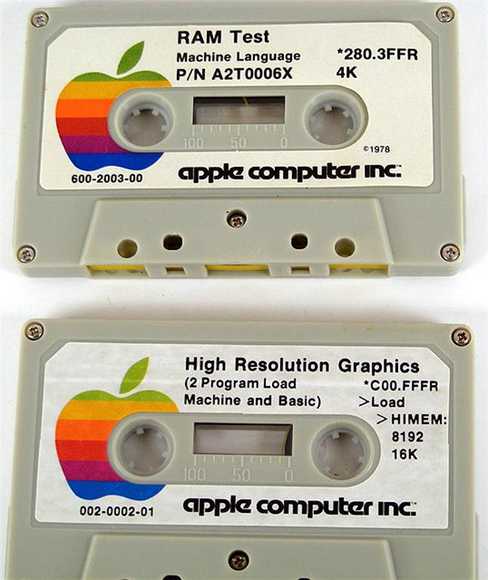 RAM Test
Machine Language *280.3FFR
P/N A2T0006X 4K
100 50 0
©1978
600-2003-00 apple computer inc.™
High Resolution Graphics
(2 Program Load *C00.FFFR
Machine and Basic) >Load
>HIMEM:
8192
16K
100 50 0
002-0002-01 apple computer inc.™